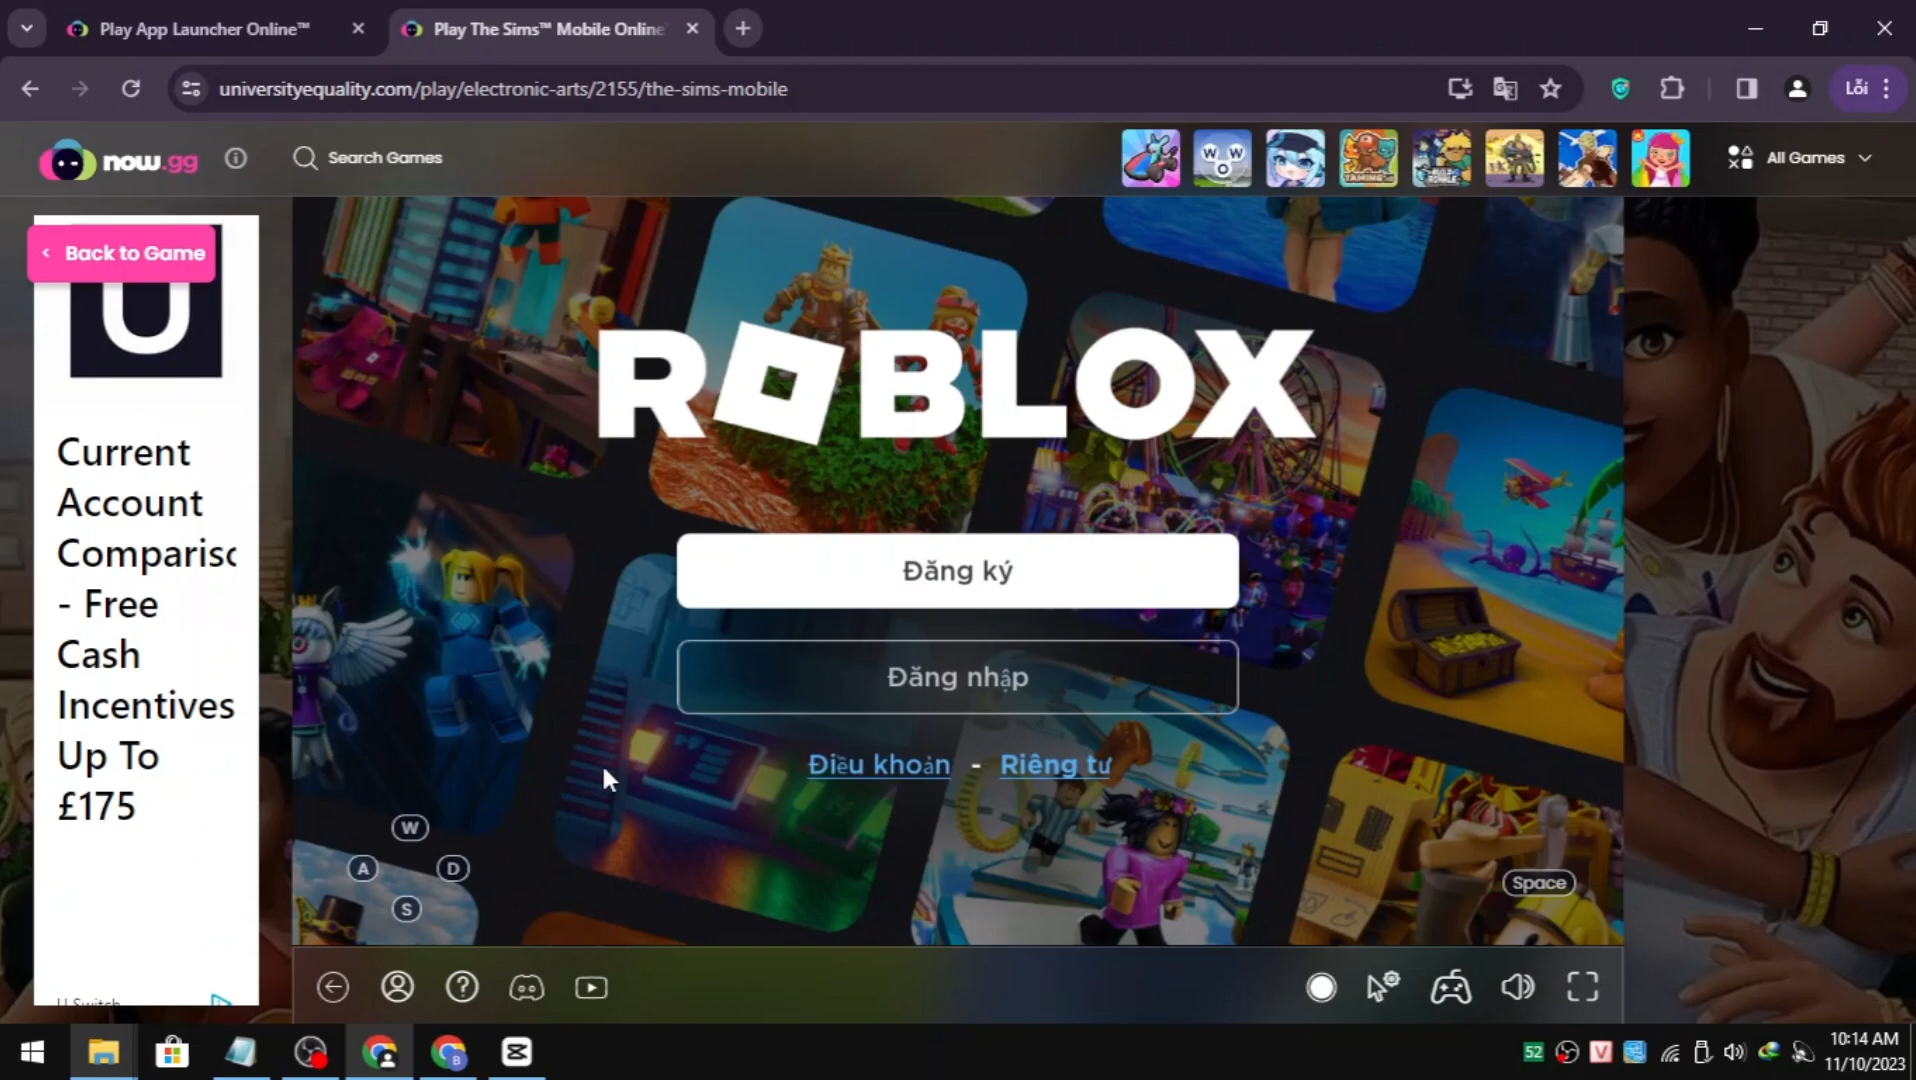 Play App Launcher Online™
Play The Sims™ Mobile Online
universityequality.com/play/electronic-arts/2155/the-sims-mobile
Lỗi
now.gg
Search Games
All Games
Back to Game
U
Current
Account
Comparisc
- Free
Cash
Incentives
Up To
£175
U Switch
ROBLOX
Đăng ký
Đăng nhập
Điều khoản - Riêng tư
W
A
D
S
Space
52
10:14 AM
11/10/2023